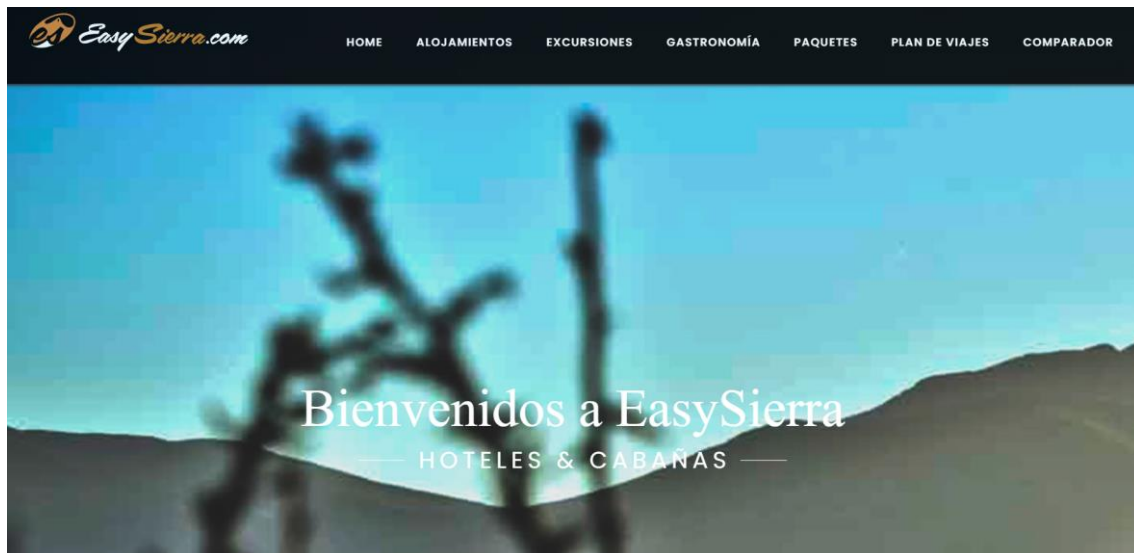 EasySierra.com
HOME ALOJAMIENTOS EXCURSIONES GASTRONOMÍA PAQUETES PLAN DE VIAJES COMPARADOR
Bienvenidos a EasySierra
HOTELES & CABAÑAS